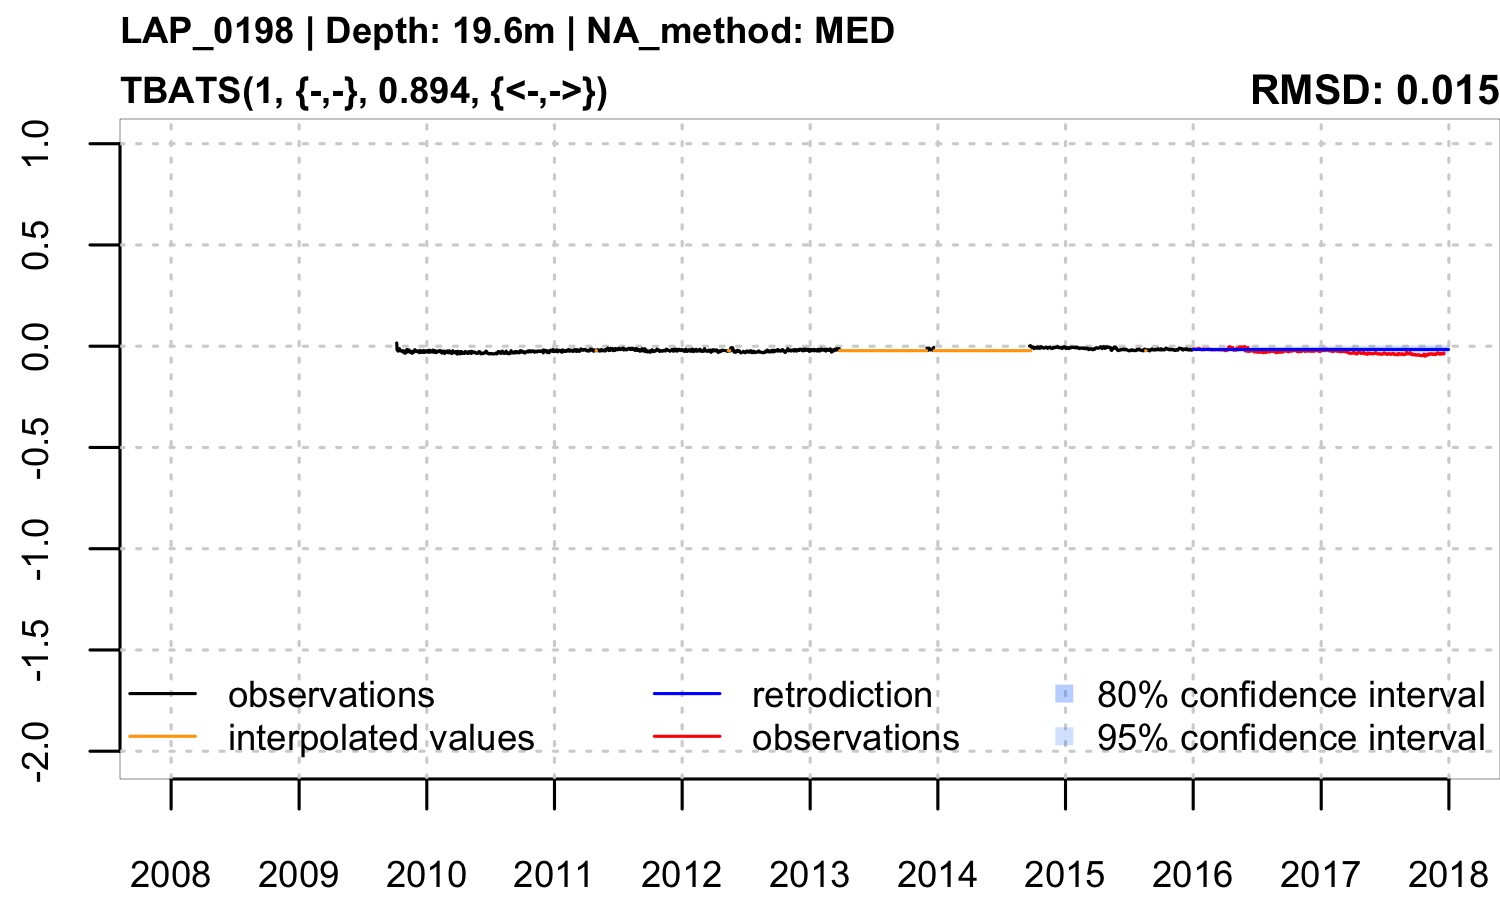 LAP_0198 | Depth: 19.6m | NA_method: MED
TBATS(1, {-,-}, 0.894, {<-,->})
RMSD: 0.015
1.0
0.5
0.0
-0.5
-1.0
-1.5
-2.0
observations
interpolated values
retrodiction
observations
80% confidence interval
95% confidence interval
2008 2009 2010 2011 2012 2013 2014 2015 2016 2017 2018